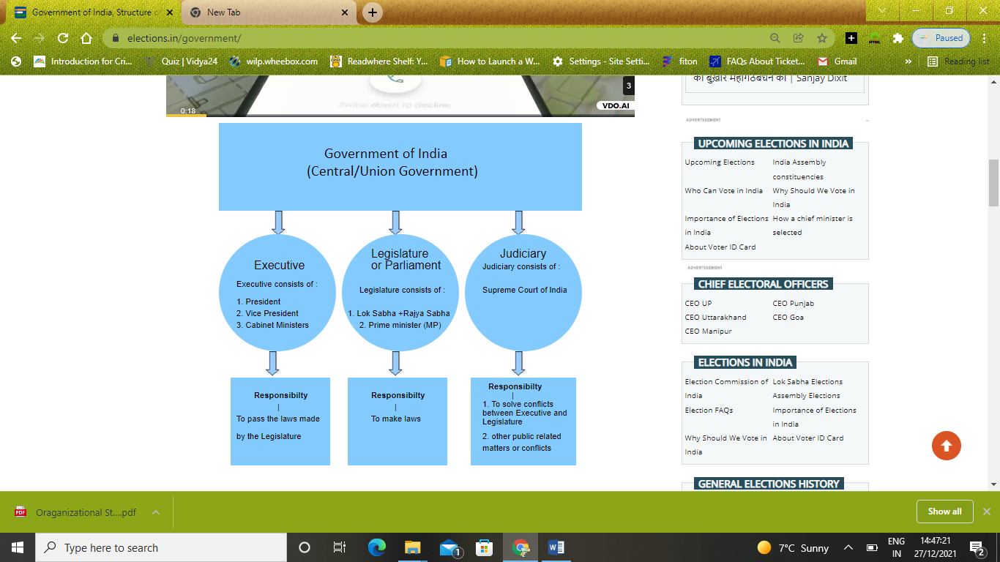 Government of India, Structure o
New Tab
elections.in/government/
Paused
Introduction for Cri...
Quiz | Vidya24
wilp.wheebox.com
Readwhere Shelf: Y...
How to Launch a W...
Settings - Site Setti...
fiton
FAQs About Ticket...
Gmail
»
Reading list
3
Swipe down to decline
0:18
VDO.AI
का बुखार महागठबंधन का | Sanjay Dixit
ADVERTISEMENT
Government of India
(Central/Union Government)
Executive
Executive consists of :
1. President
2. Vice President
3. Cabinet Ministers
Legislature
or Parliament
Legislature consists of :
1. Lok Sabha +Rajya Sabha
2. Prime minister (MP)
Judiciary
Judiciary consists of :
Supreme Court of India
Responsibilty
To pass the laws made
by the Legislature
Responsibilty
To make laws
Responsibilty
1. To solve conflicts
between Executive and
Legislature
2. other public related
matters or conflicts
UPCOMING ELECTIONS IN INDIA
Upcoming Elections
India Assembly
constituencies
Who Can Vote in India
Why Should We Vote in
India
Importance of Elections
in India
How a chief minister is
selected
About Voter ID Card
ADVERTISEMENT
CHIEF ELECTORAL OFFICERS
CEO UP
CEO Punjab
CEO Uttarakhand
CEO Goa
CEO Manipur
ELECTIONS IN INDIA
Election Commission of
India
Lok Sabha Elections
Assembly Elections
Election FAQs
Importance of Elections
in India
Why Should We Vote in
India
About Voter ID Card
GENERAL ELECTIONS HISTORY
PDF
Oraganizational St....pdf
Show all
Type here to search
1
W
7°C Sunny
ENG
IN
14:47:21
27/12/2021
2